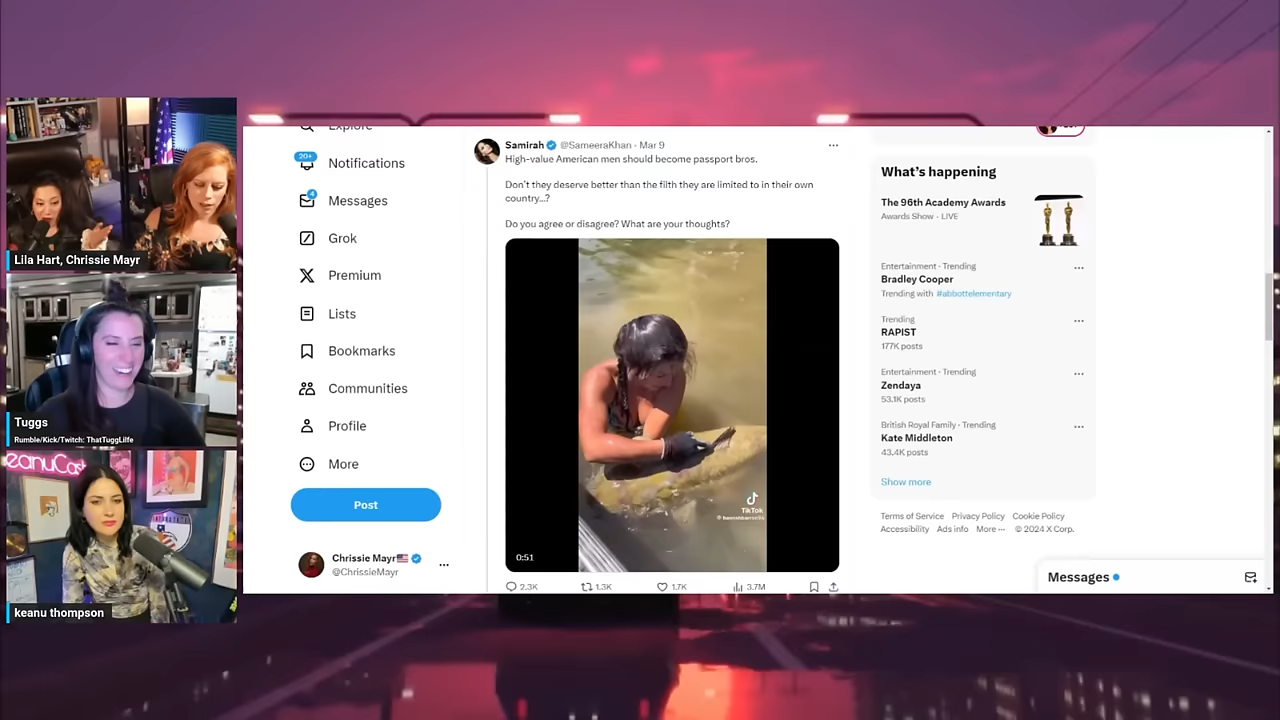 Lila Hart, Chrissie Mayr
Tuggs
Rumble/Kick/Twitch: ThatTuggLife
eanuCas
keanu thompson
Explore
20+
Notifications
4
Messages
Grok
Premium
Lists
Bookmarks
Communities
Profile
More
Post
Chrissie Mayr
@ChrissieMayr
Samirah @SameeraKhan · Mar 9
High-value American men should become passport bros.
Don't they deserve better than the filth they are limited to in their own
country...?
Do you agree or disagree? What are your thoughts?
TikTok
0:51
2.3K 1.3K 1.7K 3.7M
What's happening
The 96th Academy Awards
Awards Show · LIVE
Entertainment · Trending
Bradley Cooper
Trending with #abbottelementary
Trending
RAPIST
177K posts
Entertainment · Trending
Zendaya
53.1K posts
British Royal Family · Trending
Kate Middleton
43.4K posts
Show more
Terms of Service Privacy Policy Cookie Policy
Accessibility Ads info More ··· © 2024 X Corp.
Messages